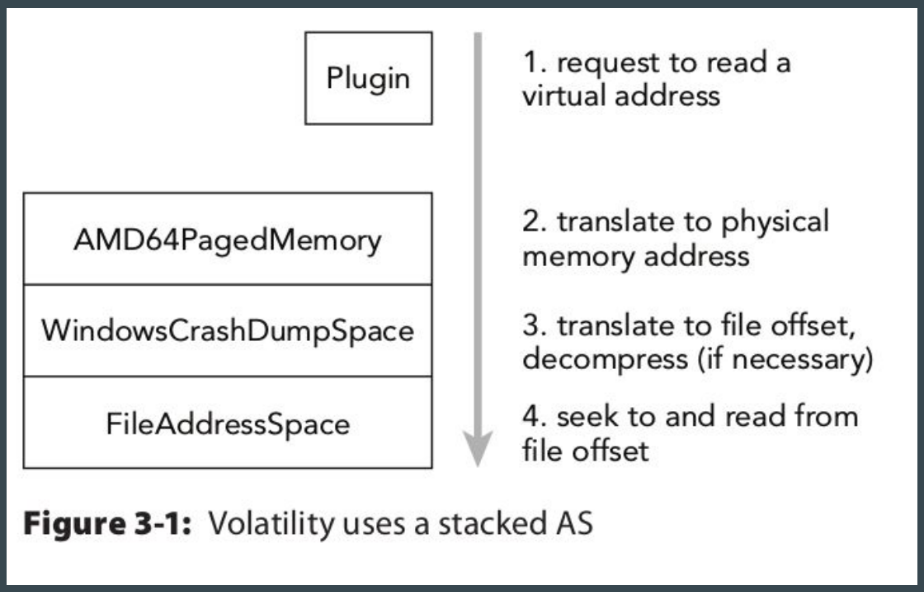 Plugin
1. request to read a
virtual address
AMD64PagedMemory
2. translate to physical
memory address
WindowsCrashDumpSpace
3. translate to file offset,
decompress (if necessary)
FileAddressSpace
4. seek to and read from
file offset
Figure 3-1: Volatility uses a stacked AS